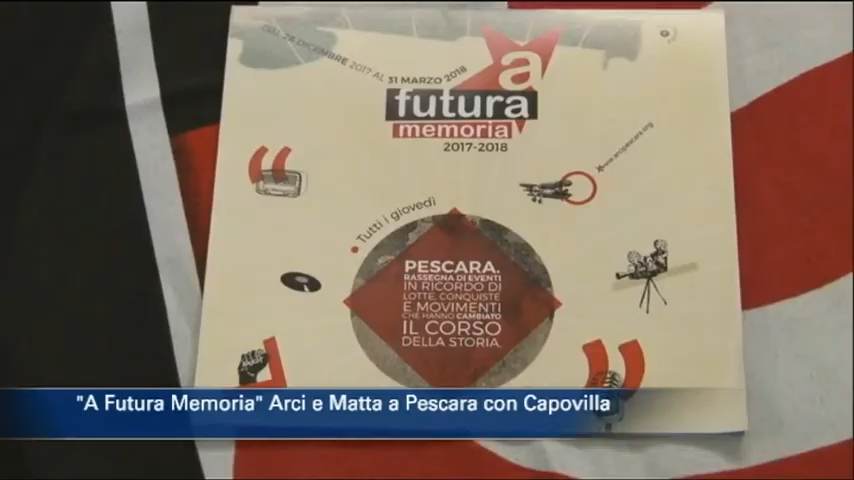 DAL 28 DICEMBRE 2017 AL 31 MARZO 2018
a
futura
memoria
2017-2018
www.arcipescara.org
Tutti i giovedì
PESCARA.
RASSEGNA DI EVENTI
IN RICORDO DI
LOTTE, CONQUISTE
E MOVIMENTI
CHE HANNO CAMBIATO
IL CORSO
DELLA STORIA.
"A Futura Memoria" Arci e Matta a Pescara con Capovilla